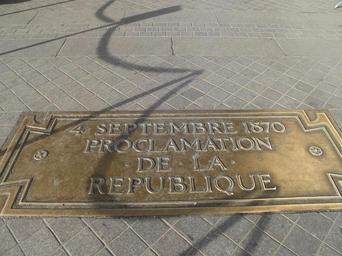 4 SEPTEMBRE 1870
PROCLAMATION
DE · LA
REPUBLIQUE